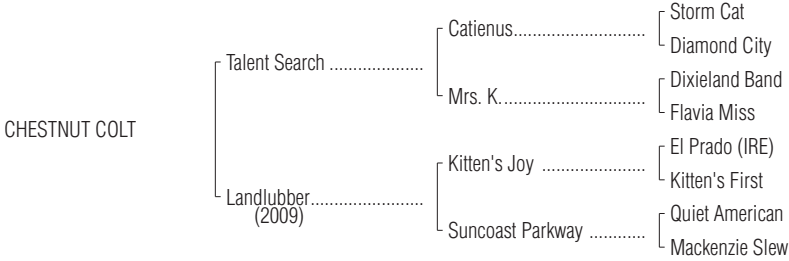 Storm Cat
Catienus..............................
Diamond City
Talent Search .....................
Dixieland Band
Mrs. K.................................
Flavia Miss
CHESTNUT COLT
El Prado (IRE)
Kitten's Joy ........................
Kitten's First
Landlubber.........................
(2009)
Quiet American
Suncoast Parkway .............
Mackenzie Slew